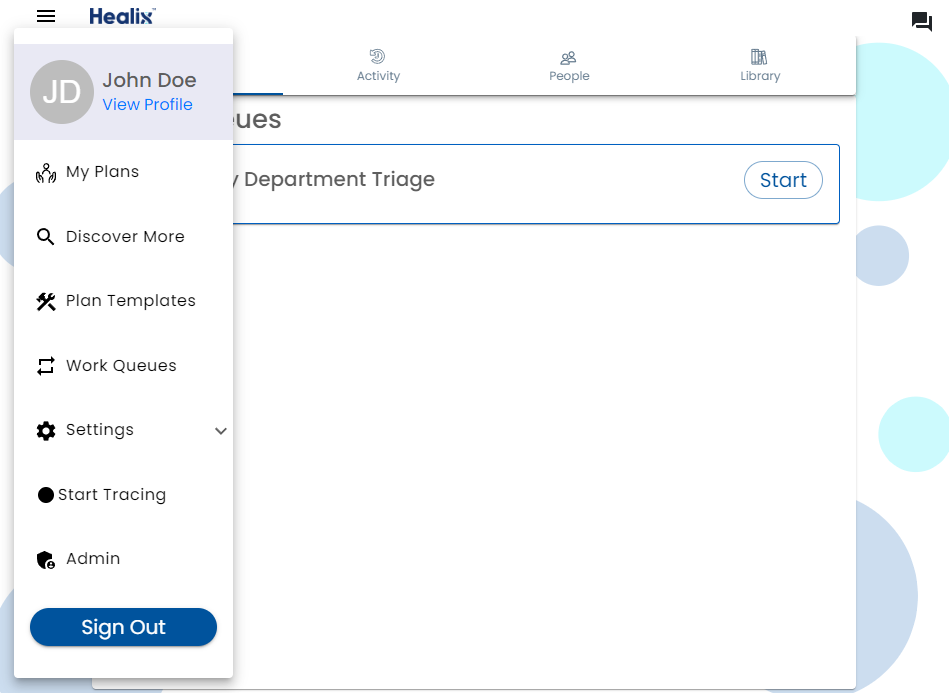 Healix™
JD
John Doe
View Profile
My Plans
Discover More
Plan Templates
Work Queues
Settings
Start Tracing
Admin
Sign Out
Activity
People
Library
ues
y Department Triage
Start